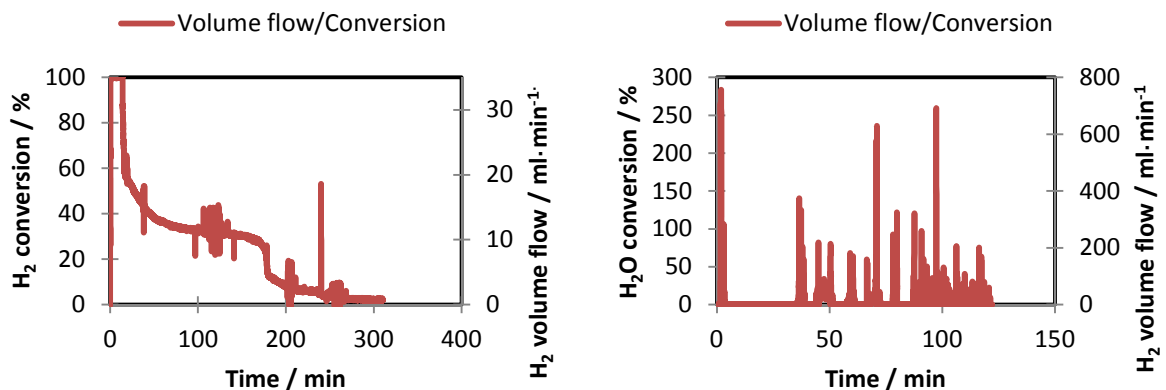 Volume flow/Conversion
H₂ conversion / %
100
80
60
40
20
0
30
20
10
0
H₂ volume flow / ml·min⁻¹·
0 100 200 300 400
Time / min
Volume flow/Conversion
H₂O conversion / %
300
250
200
150
100
50
0
800
600
400
200
0
H₂ volume flow / ml·min⁻¹
0 50 100 150
Time / min